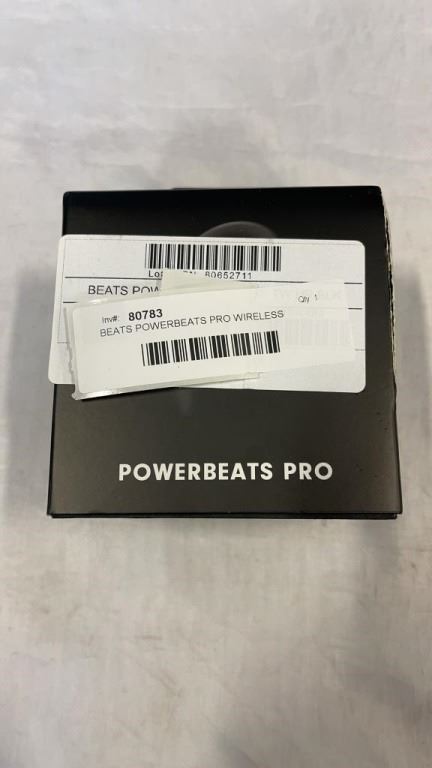 80652711
BEATS POW
Inv#: 80783
Qty 1
BEATS POWERBEATS PRO WIRELESS
POWERBEATS PRO